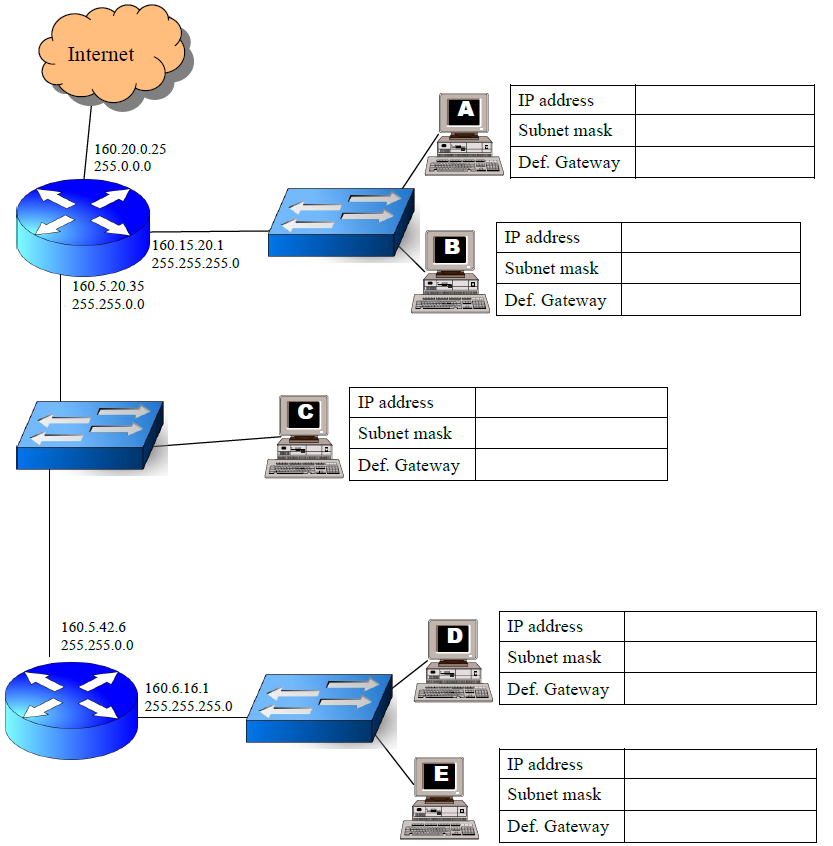 Internet
160.20.0.25
255.0.0.0
A
IP address
Subnet mask
Def. Gateway
160.15.20.1
255.255.255.0
B
IP address
Subnet mask
Def. Gateway
160.5.20.35
255.255.0.0
C
IP address
Subnet mask
Def. Gateway
160.5.42.6
255.255.0.0
D
IP address
Subnet mask
Def. Gateway
160.6.16.1
255.255.255.0
E
IP address
Subnet mask
Def. Gateway